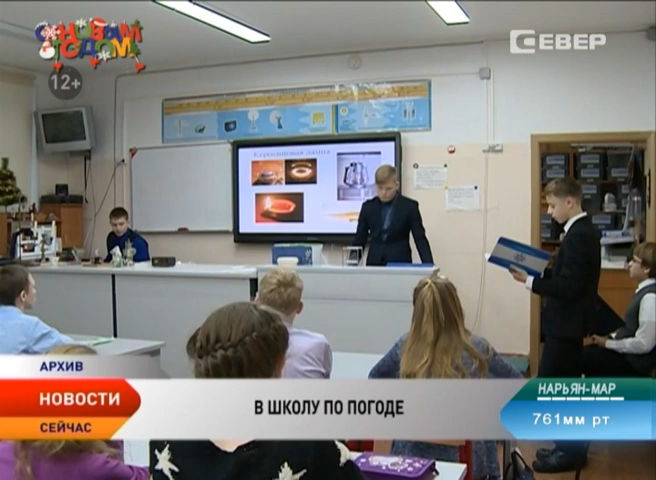 С НОВЫМ
ГОДОМ
12+
СЕВЕР
Керосиновая лампа
АРХИВ
НОВОСТИ
СЕЙЧАС
В ШКОЛУ ПО ПОГОДЕ
НАРЬЯН-МАР
761мм рт.